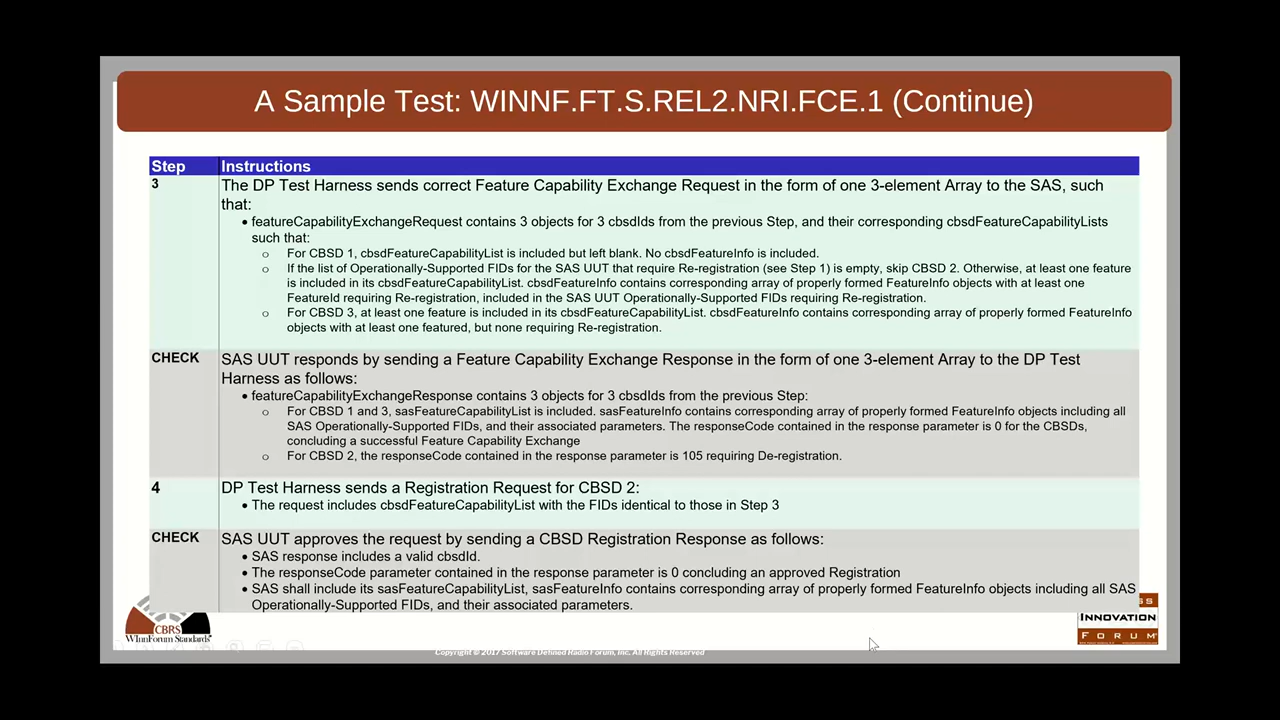 A Sample Test: WINNF.FT.S.REL2.NRI.FCE.1 (Continue)
Step Instructions
3 The DP Test Harness sends correct Feature Capability Exchange Request in the form of one 3-element Array to the SAS, such
that:
• featureCapabilityExchangeRequest contains 3 objects for 3 cbsdIds from the previous Step, and their corresponding cbsdFeatureCapabilityLists
such that:
o For CBSD 1, cbsdFeatureCapabilityList is included but left blank. No cbsdFeatureInfo is included.
o If the list of Operationally-Supported FIDs for the SAS UUT that require Re-registration (see Step 1) is empty, skip CBSD 2. Otherwise, at least one feature
is included in its cbsdFeatureCapabilityList. cbsdFeatureInfo contains corresponding array of properly formed FeatureInfo objects with at least one
FeatureId requiring Re-registration, included in the SAS UUT Operationally-Supported FIDs requiring Re-registration.
o For CBSD 3, at least one feature is included in its cbsdFeatureCapabilityList. cbsdFeatureInfo contains corresponding array of properly formed FeatureInfo
objects with at least one featured, but none requiring Re-registration.
CHECK SAS UUT responds by sending a Feature Capability Exchange Response in the form of one 3-element Array to the DP Test
Harness as follows:
• featureCapabilityExchangeResponse contains 3 objects for 3 cbsdIds from the previous Step:
o For CBSD 1 and 3, sasFeatureCapabilityList is included. sasFeatureInfo contains corresponding array of properly formed FeatureInfo objects including all
SAS Operationally-Supported FIDs, and their associated parameters. The responseCode contained in the response parameter is 0 for the CBSDs,
concluding a successful Feature Capability Exchange
o For CBSD 2, the responseCode contained in the response parameter is 105 requiring De-registration.
4 DP Test Harness sends a Registration Request for CBSD 2:
• The request includes cbsdFeatureCapabilityList with the FIDs identical to those in Step 3
CHECK SAS UUT approves the request by sending a CBSD Registration Response as follows:
• SAS response includes a valid cbsdId.
• The responseCode parameter contained in the response parameter is 0 concluding an approved Registration
• SAS shall include its sasFeatureCapabilityList, sasFeatureInfo contains corresponding array of properly formed FeatureInfo objects including all SAS
Operationally-Supported FIDs, and their associated parameters.
CBRS
WInnForum Standards
SS
INNOVATION
FORUM
Copyright © 2017 Software Defined Radio Forum, Inc. All Rights Reserved